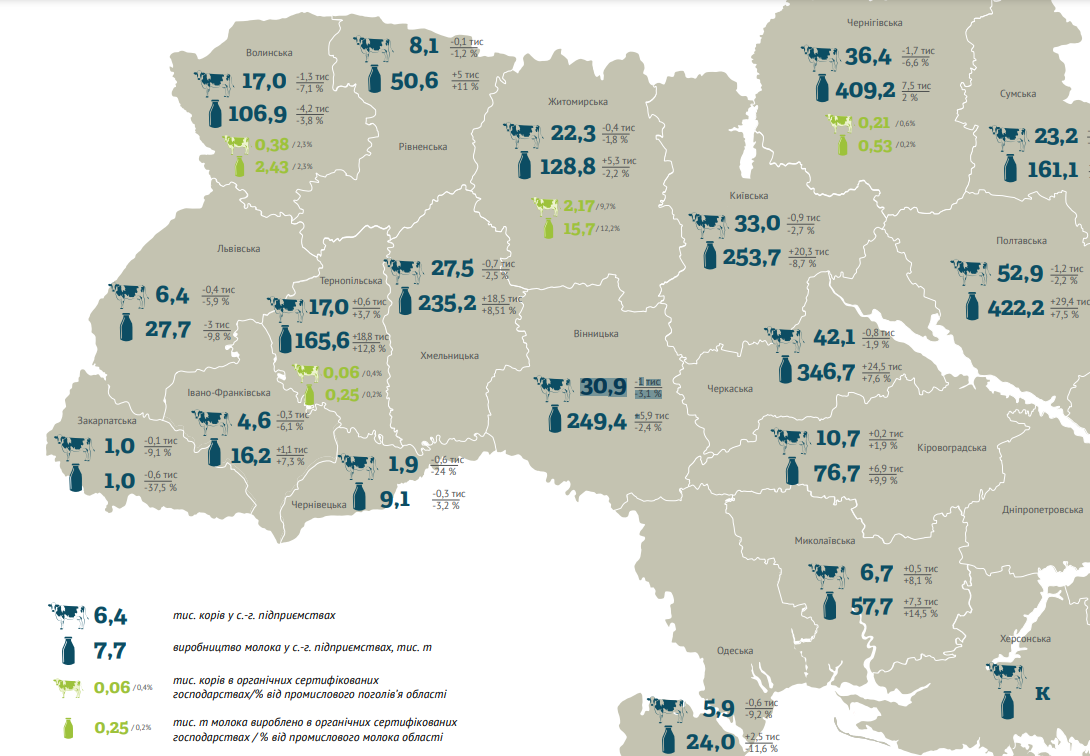 Волинська
17,0 -1,3 тис -7,1 %
106,9 -4,2 тис -3,8 %
0,38 / 2,3%
2,43 / 2,3%
8,1 -0,1 тис -1,2 %
50,6 +5 тис +11 %
Рівненська
Житомирська
22,3 -0,4 тис -1,8 %
128,8 +5,3 тис -2,2 %
2,17 / 9,7%
15,7 / 12,2%
Чернігівська
36,4 -1,7 тис -6,6 %
409,2 7,5 тис 2 %
0,21 / 0,6%
0,53 / 0,2%
Сумська
23,2
161,1
Київська
33,0 -0,9 тис -2,7 %
253,7 +20,3 тис -8,7 %
Полтавська
52,9 -1,2 тис -2,2 %
422,2 +29,4 тис +7,5 %
Львівська
6,4 -0,4 тис -5,9 %
27,7 -3 тис -9,8 %
Тернопільська
17,0 +0,6 тис +3,7 %
165,6 +18,8 тис +12,8 %
0,06 / 0,4%
0,25 / 0,2%
27,5 -0,7 тис -2,5 %
235,2 +18,5 тис +8,51 %
Хмельницька
Вінницька
30,9 -1 тис -3,1 %
249,4 +5,9 тис -2,4 %
42,1 -0,8 тис -1,9 %
346,7 +24,5 тис +7,6 %
Черкаська
Івано-Франківська
4,6 -0,3 тис -6,1 %
16,2 +1,1 тис +7,3 %
Закарпатська
1,0 -0,1 тис -9,1 %
1,0 -0,6 тис -37,5 %
1,9 -0,6 тис -24 %
Чернівецька
9,1 -0,3 тис -3,2 %
10,7 +0,2 тис +1,9 %
Кіровоградська
76,7 +6,9 тис +9,9 %
Дніпропетровська
Миколаївська
6,7 +0,5 тис +8,1 %
57,7 +7,3 тис +14,5 %
Херсонська
К
Одеська
5,9 -0,6 тис -9,2 %
24,0 +2,5 тис -11,6 %
6,4 тис. корів у с.-г. підприємствах
7,7 виробництво молока у с.-г. підприємствах, тис. т
0,06 / 0,4% тис. корів в органічних сертифікованих
господарствах/% від промислового поголів'я області
0,25 / 0,2% тис. т молока вироблено в органічних сертифікованих
господарствах / % від промислового молока області